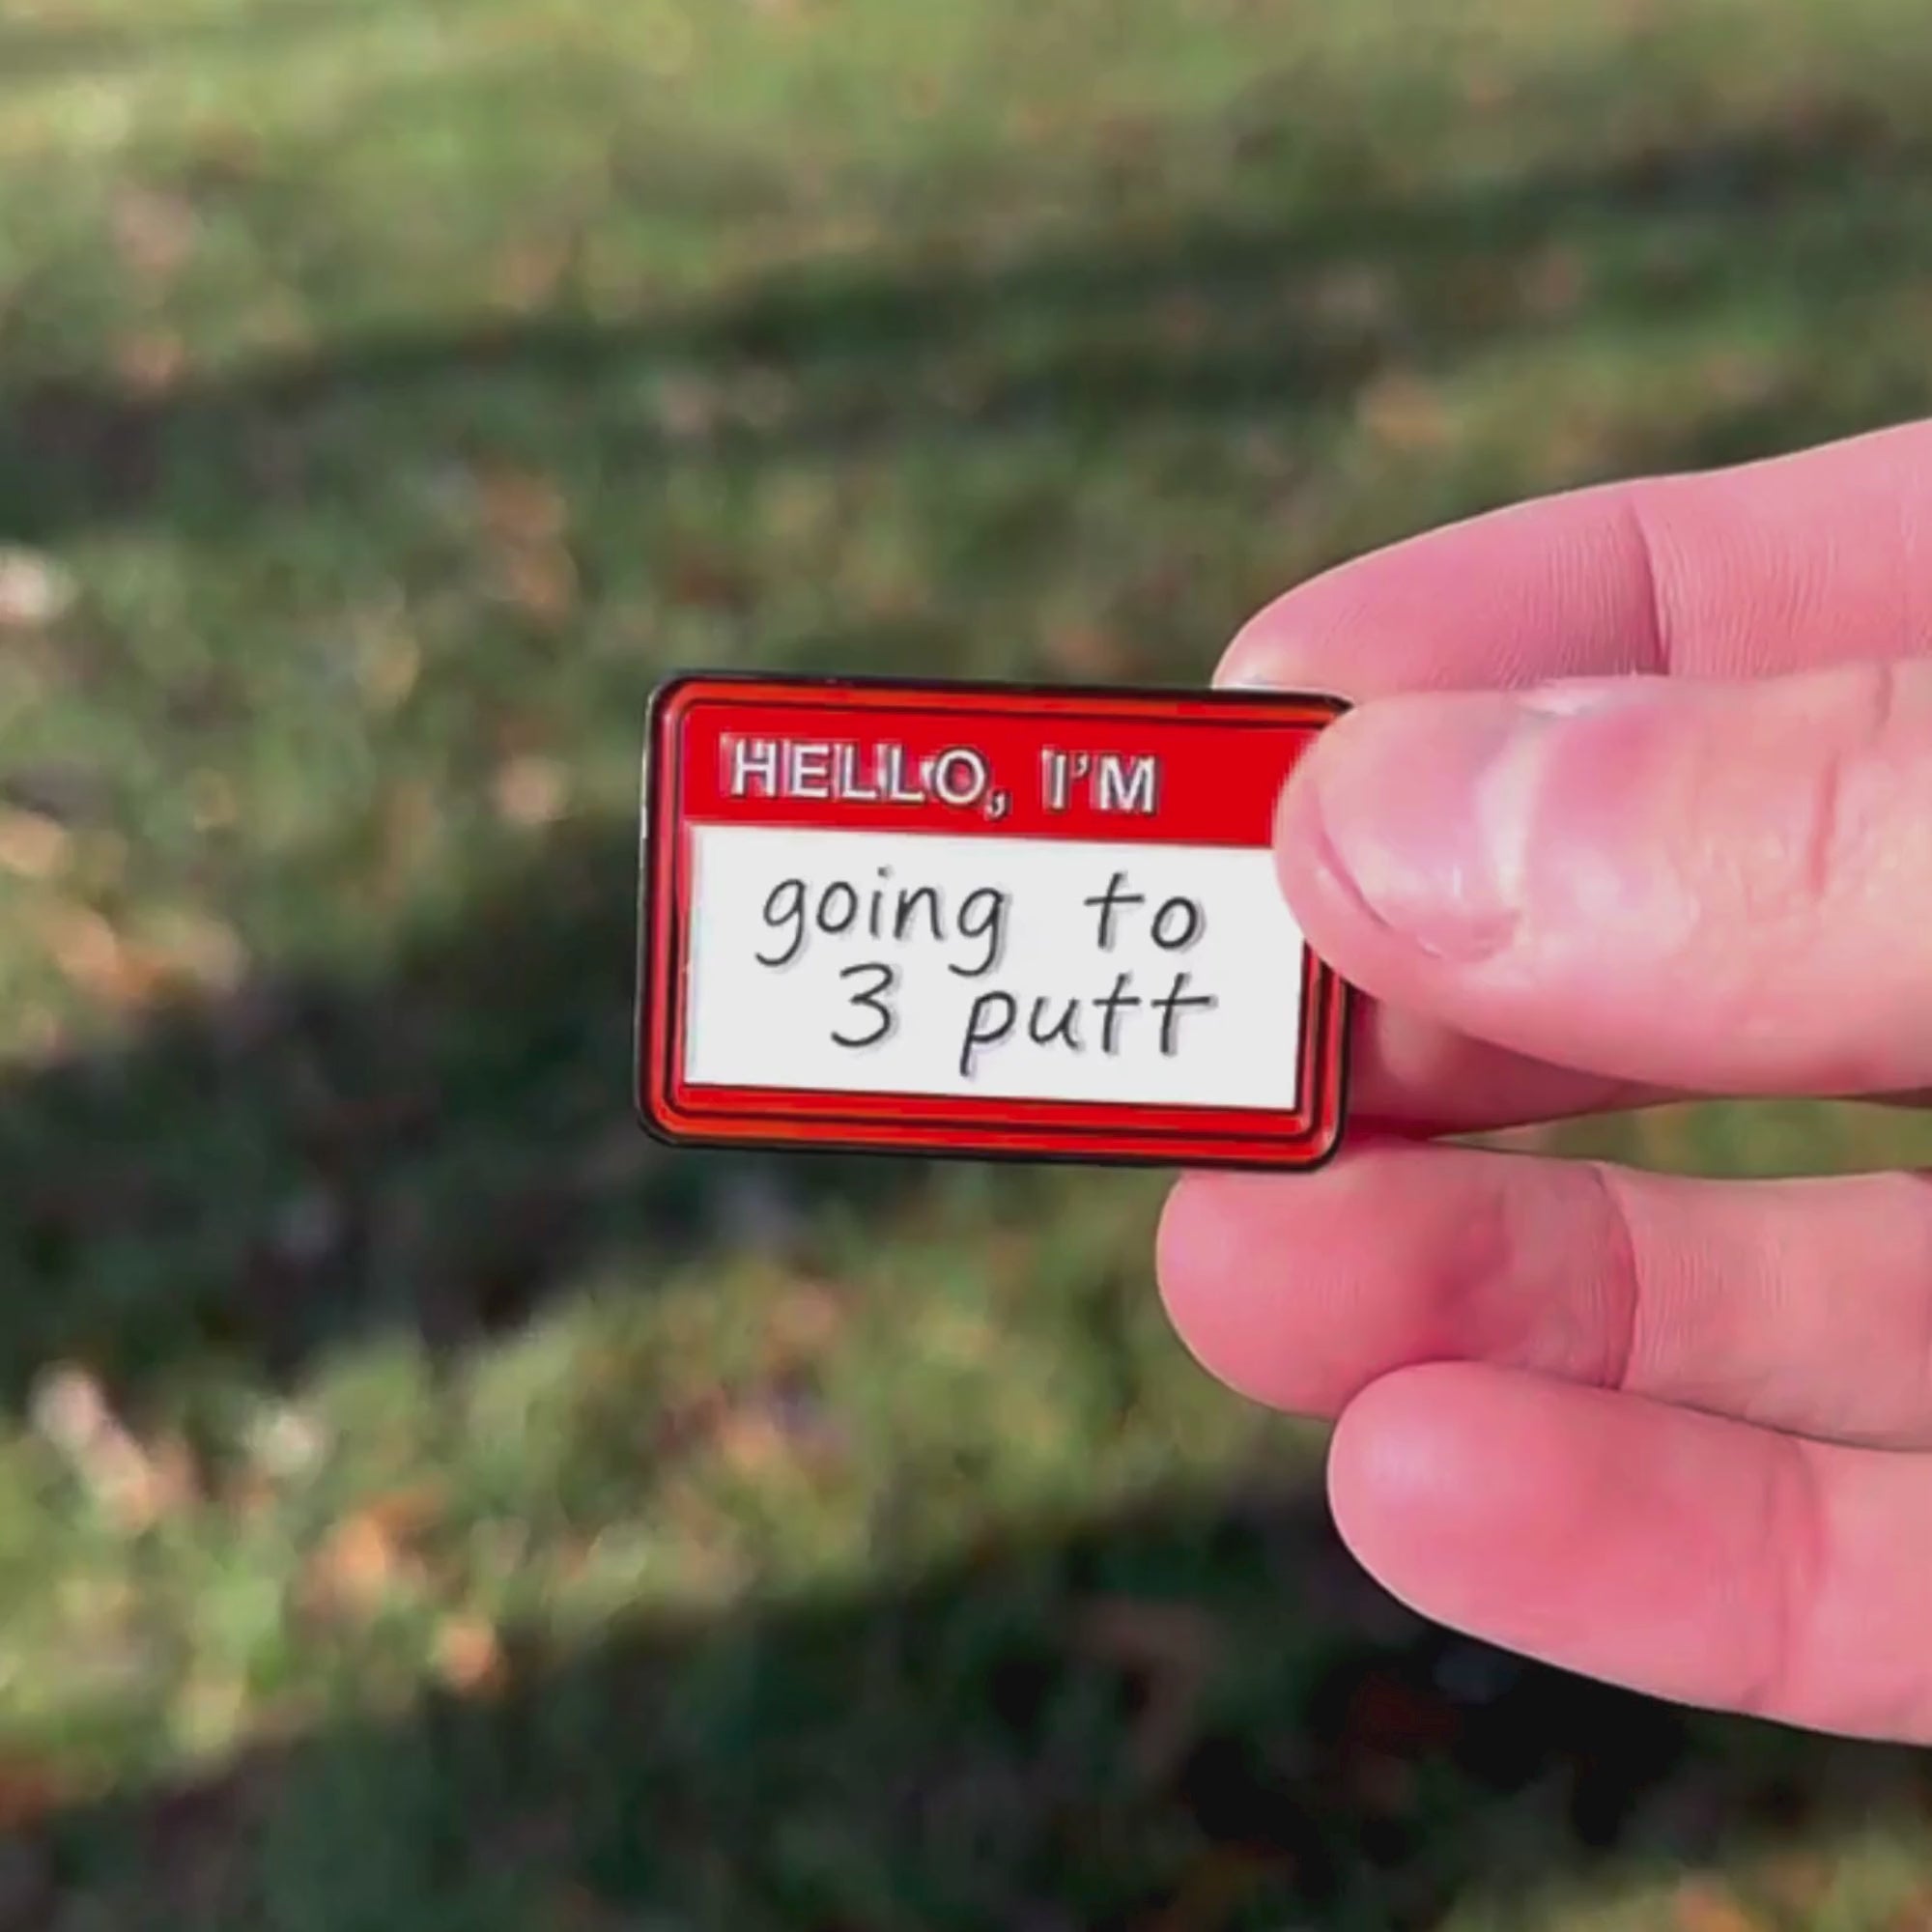 HELLO, I'M
going to
3 putt